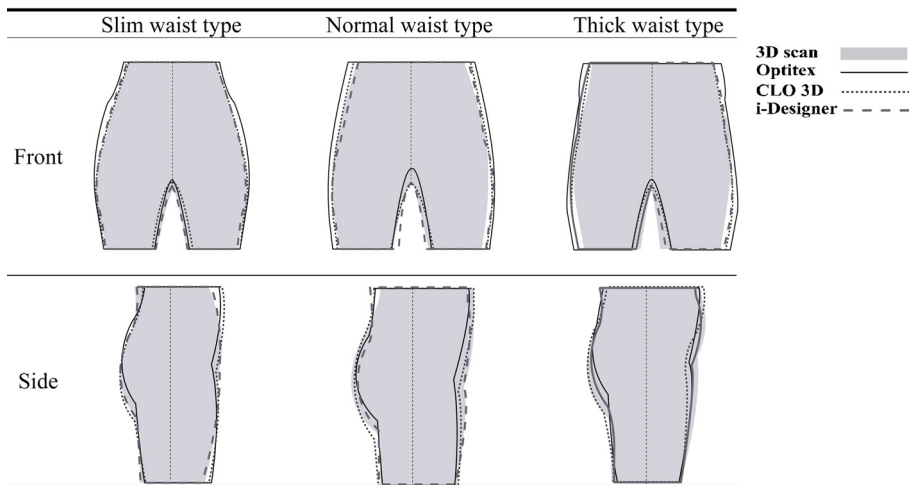 Slim waist type Normal waist type Thick waist type
3D scan
Optitex
CLO 3D
i-Designer
Front
Side